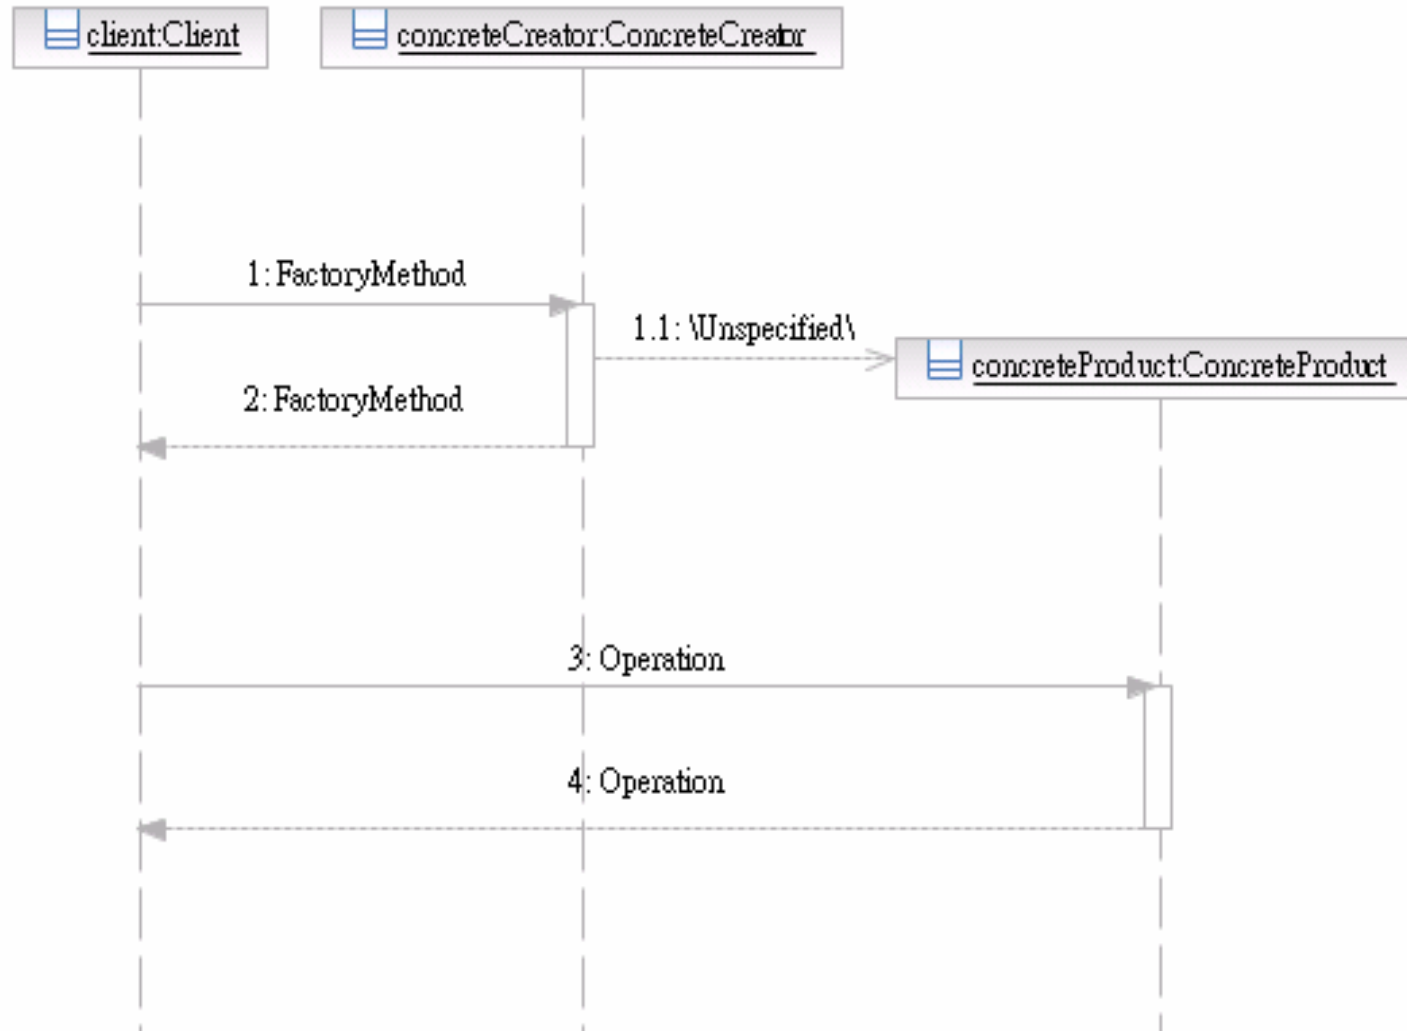 client:Client
concreteCreator:ConcreteCreator
1: FactoryMethod
1.1: \Unspecified\
concreteProduct:ConcreteProduct
2: FactoryMethod
3: Operation
4: Operation